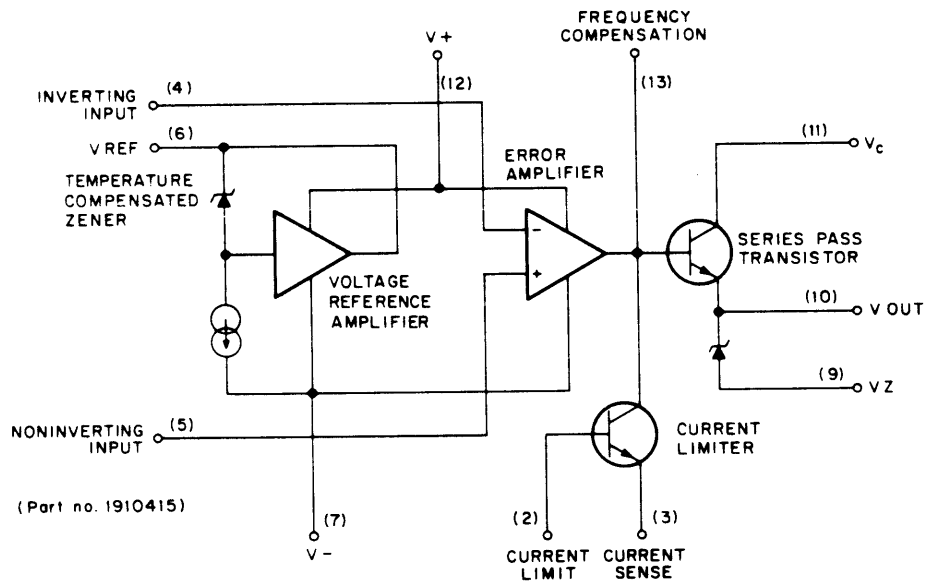 FREQUENCY
COMPENSATION
V+
(12)
(13)
(4)
INVERTING
INPUT
(6)
V REF
(11)
Vc
TEMPERATURE
COMPENSATED
ZENER
ERROR
AMPLIFIER
-
+
SERIES PASS
TRANSISTOR
VOLTAGE
REFERENCE
AMPLIFIER
(10)
V OUT
(9)
VZ
(5)
NONINVERTING
INPUT
CURRENT
LIMITER
(Part no. 1910415)
(7)
V-
(2)
(3)
CURRENT
LIMIT
CURRENT
SENSE